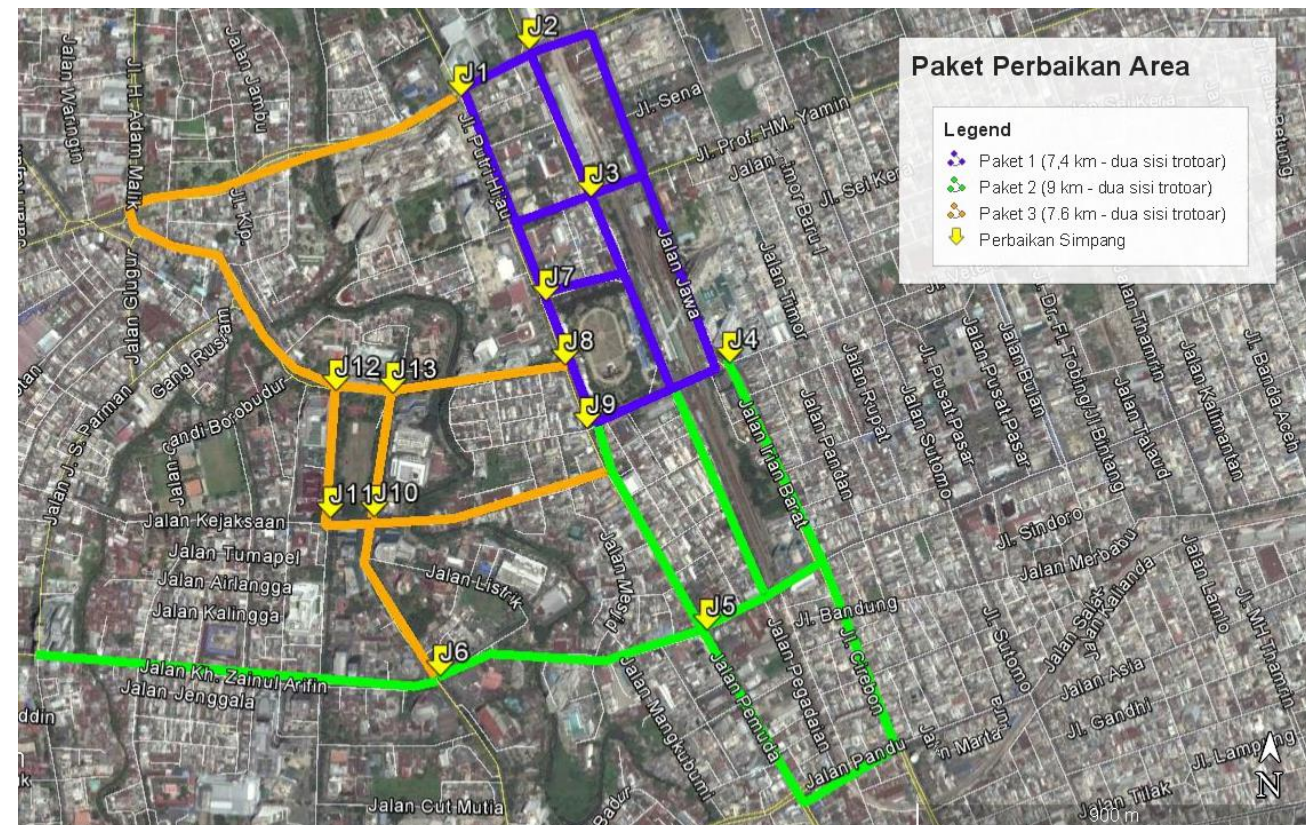 Paket Perbaikan Area
Legend
Paket 1 (7,4 km - dua sisi trotoar)
Paket 2 (9 km - dua sisi trotoar)
Paket 3 (7.6 km - dua sisi trotoar)
Perbaikan Simpang
J2
J1
Jalan Waringin
Jl. H. Adam Malik
Jalan Jambu
Jl. Sena
Jl. Prof. HM. Yamin
Jl. Putri Hijau
J3
Jalan Timor Baru I
Jl. Sei Kera
Jl. Kp.
Jalan Glugur
J7
Jalan Jawa
Jalan Timor
Jl. Dr. Fl. Tobing
Jalan Thamrin
Jl. Banda Aceh
Gang Rusram
J12
J13
J8
J4
Jalan Rupat
Jl. Pusat Pasar
Jalan Pusat Pasar
Jalan Bulan
Jl. Bintang
Jalan Talaud
Jalan Kalimantan
Jalan J. S. Parman
Candi Borobudur
J9
Jalan Irian Barat
Jalan Pandan
Jalan Sutomo
J11
J10
Jalan Kejaksaan
Jalan Tumapel
Jalan Airlangga
Jalan Kalingga
Jalan Listrik
Jalan Mesjid
Jl. Sindoro
Jalan Merbabu
J5
Jl. Bandung
Jl. Sutomo
Jalan Salak
Jalan Lamlo
Jl. MH Thamrin
J6
Jalan Kh. Zainul Arifin
Jalan Jenggala
Jalan Mangkubumi
Jalan Pemuda
Jalan Pegadaian
Jl. Cirebon
Jalan Asia
Jl. Gandhi
Jl. Lampung
Jalan Pandu
Jalan Cut Mutia
Jalan Tilak
900 m
N